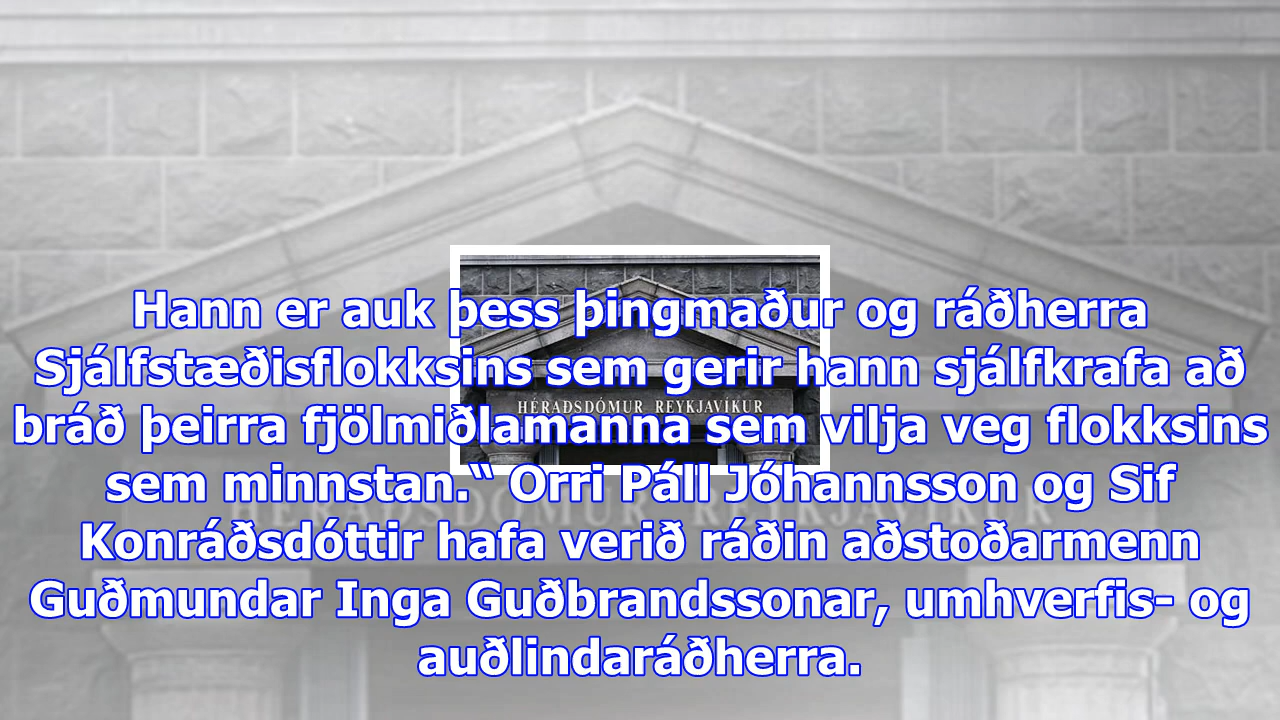 Hann er auk þess þingmaður og ráðherra
Sjálfstæðisflokksins sem gerir hann sjálfkrafa að
bráð þeirra fjölmiðlamanna sem vilja veg flokksins
sem minnstan.“ Orri Páll Jóhannsson og Sif
Konráðsdóttir hafa verið ráðin aðstoðarmenn
Guðmundar Inga Guðbrandssonar, umhverfis- og
auðlindaráðherra.
HÉRAÐSDÓMUR REYKJAVÍKUR
HÉRAÐSDÓMUR REYKJAVÍKUR